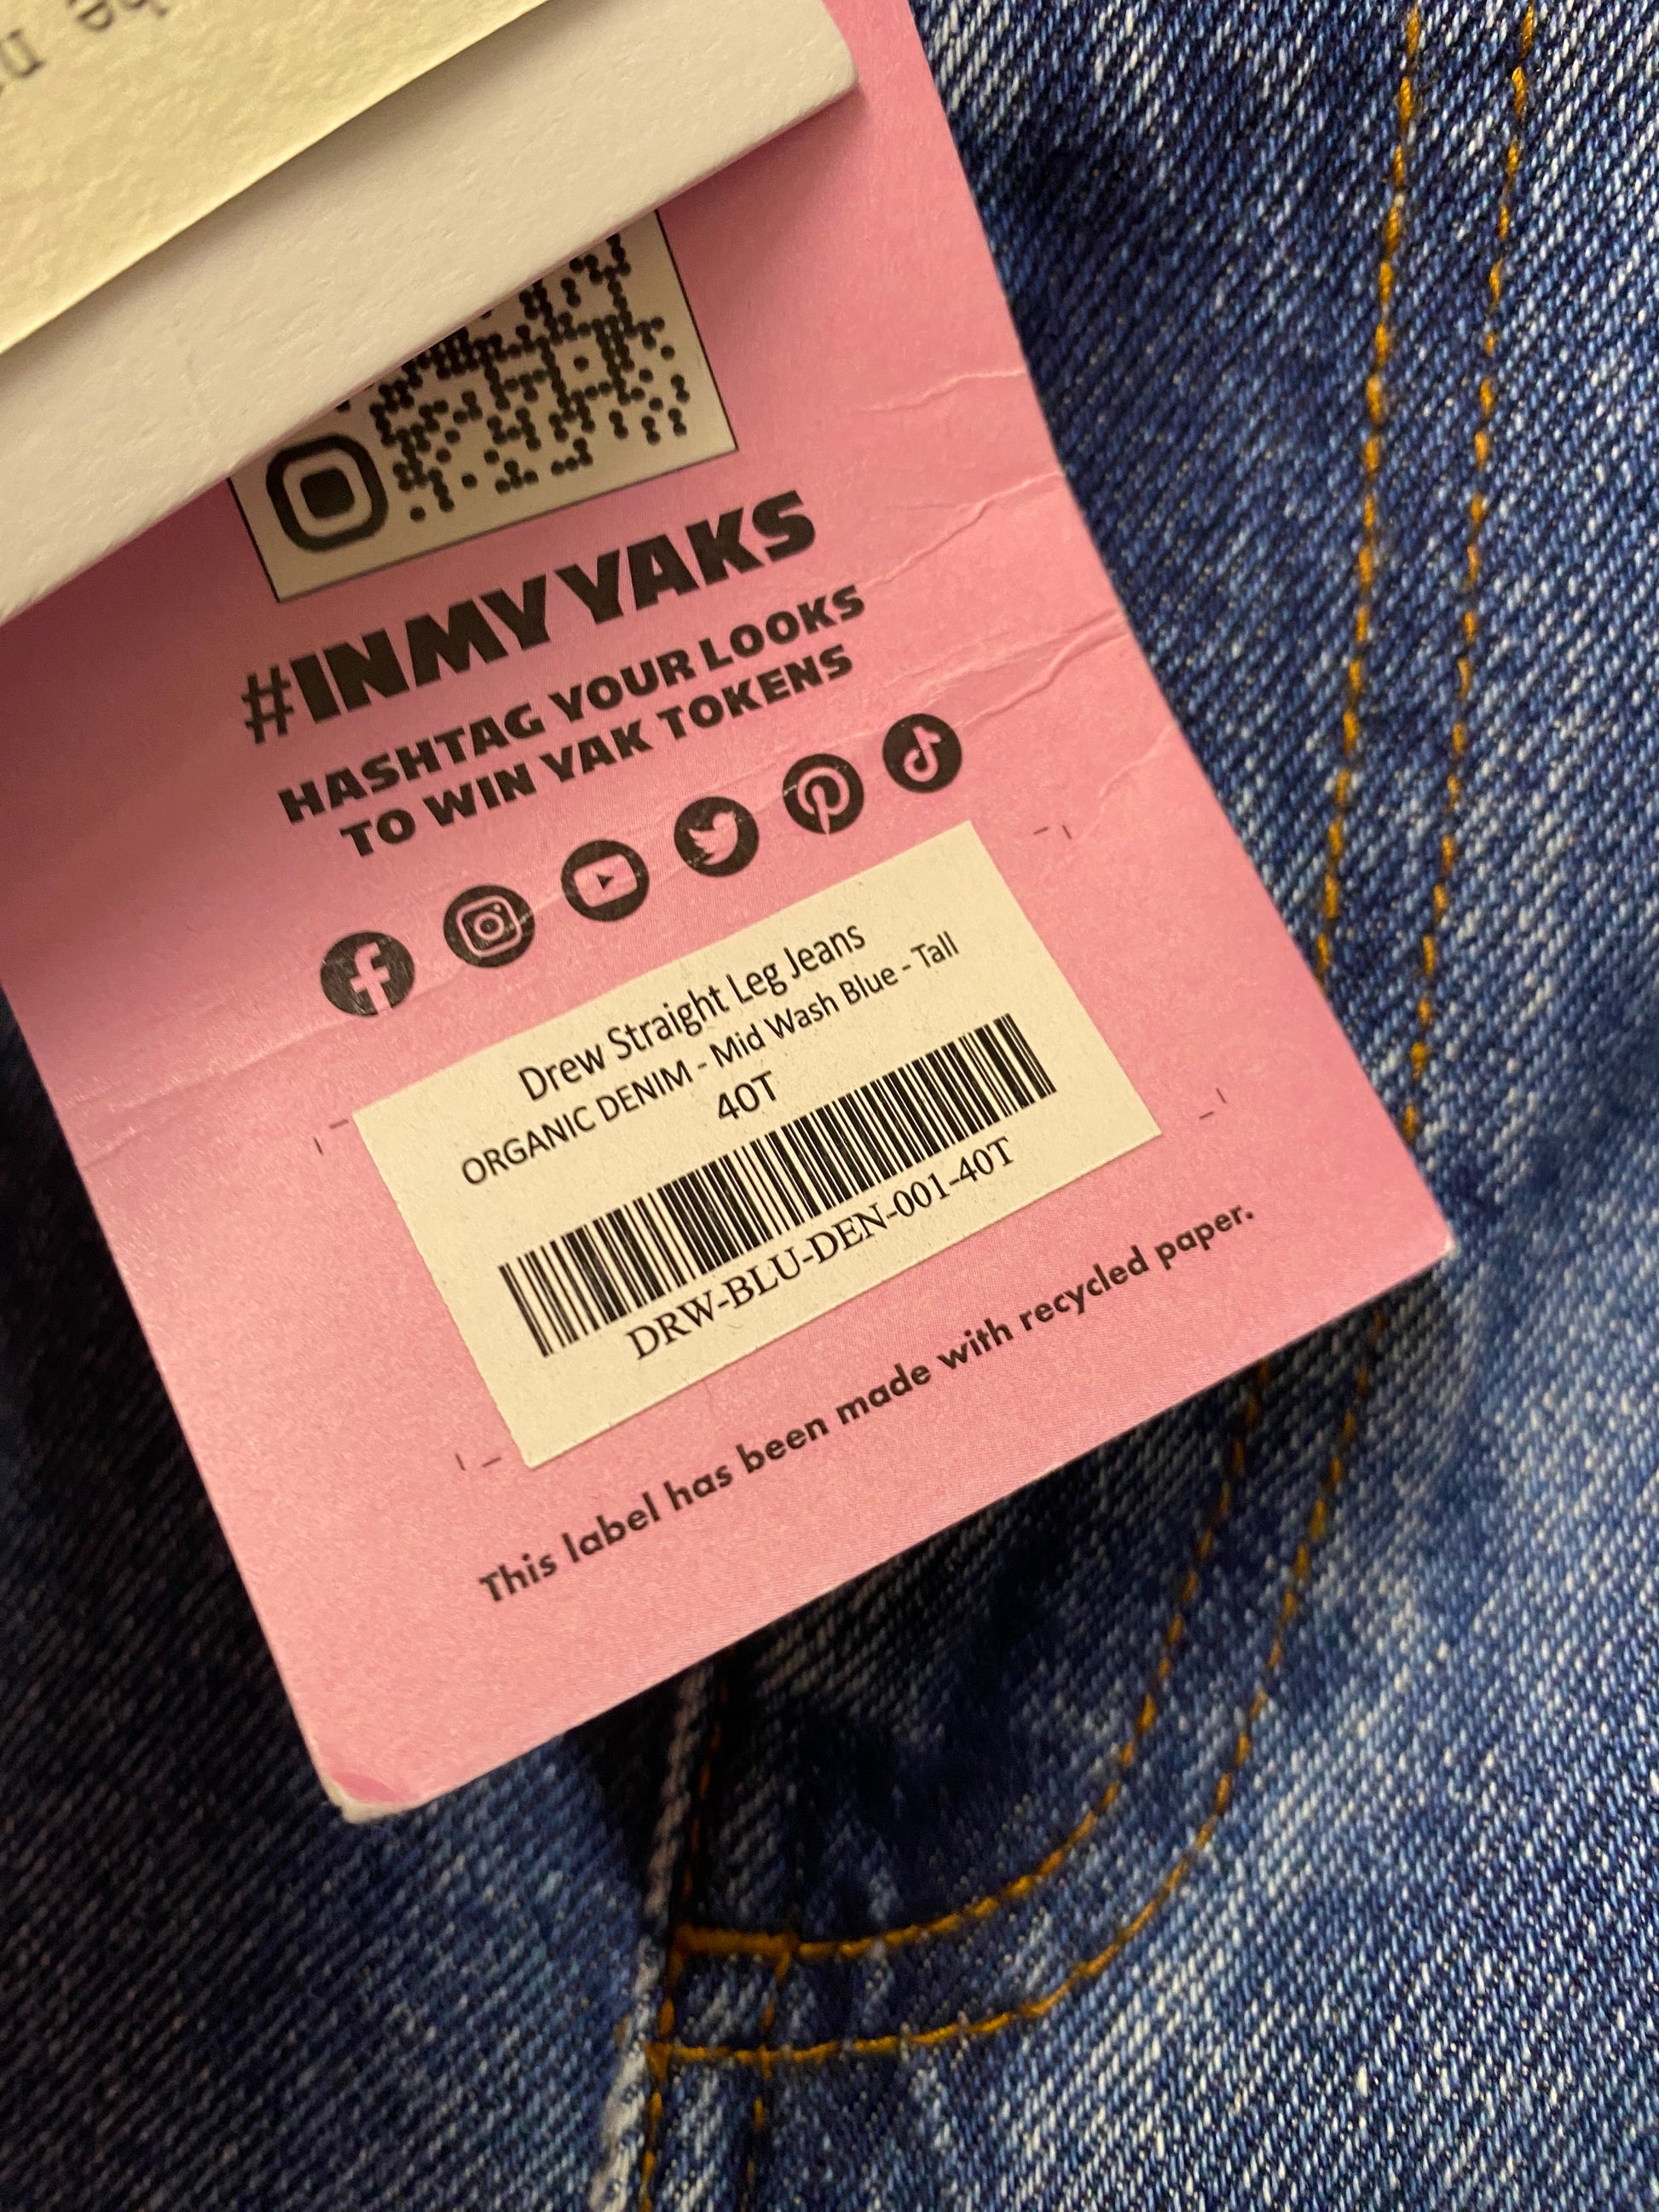 #INMYYAKS
HASHTAG YOUR LOOKS
TO WIN YAK TOKENS
Drew Straight Leg Jeans
ORGANIC DENIM - Mid Wash Blue - Tall
40T
DRW-BLU-DEN-001-40T
This label has been made with recycled paper.